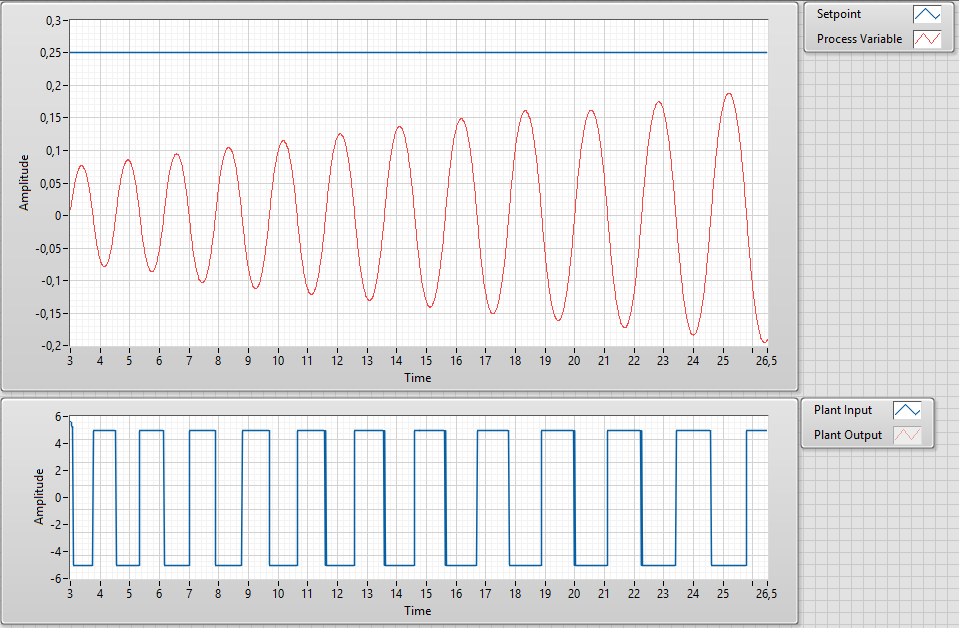 Setpoint
Process Variable
0,3
0,25
0,2
0,15
0,1
0,05
0
-0,05
-0,1
-0,15
-0,2
Amplitude
3 4 5 6 7 8 9 10 11 12 13 14 15 16 17 18 19 20 21 22 23 24 25 26,5
Time
Plant Input
Plant Output
6
4
2
0
-2
-4
-6
Amplitude
3 4 5 6 7 8 9 10 11 12 13 14 15 16 17 18 19 20 21 22 23 24 25 26,5
Time